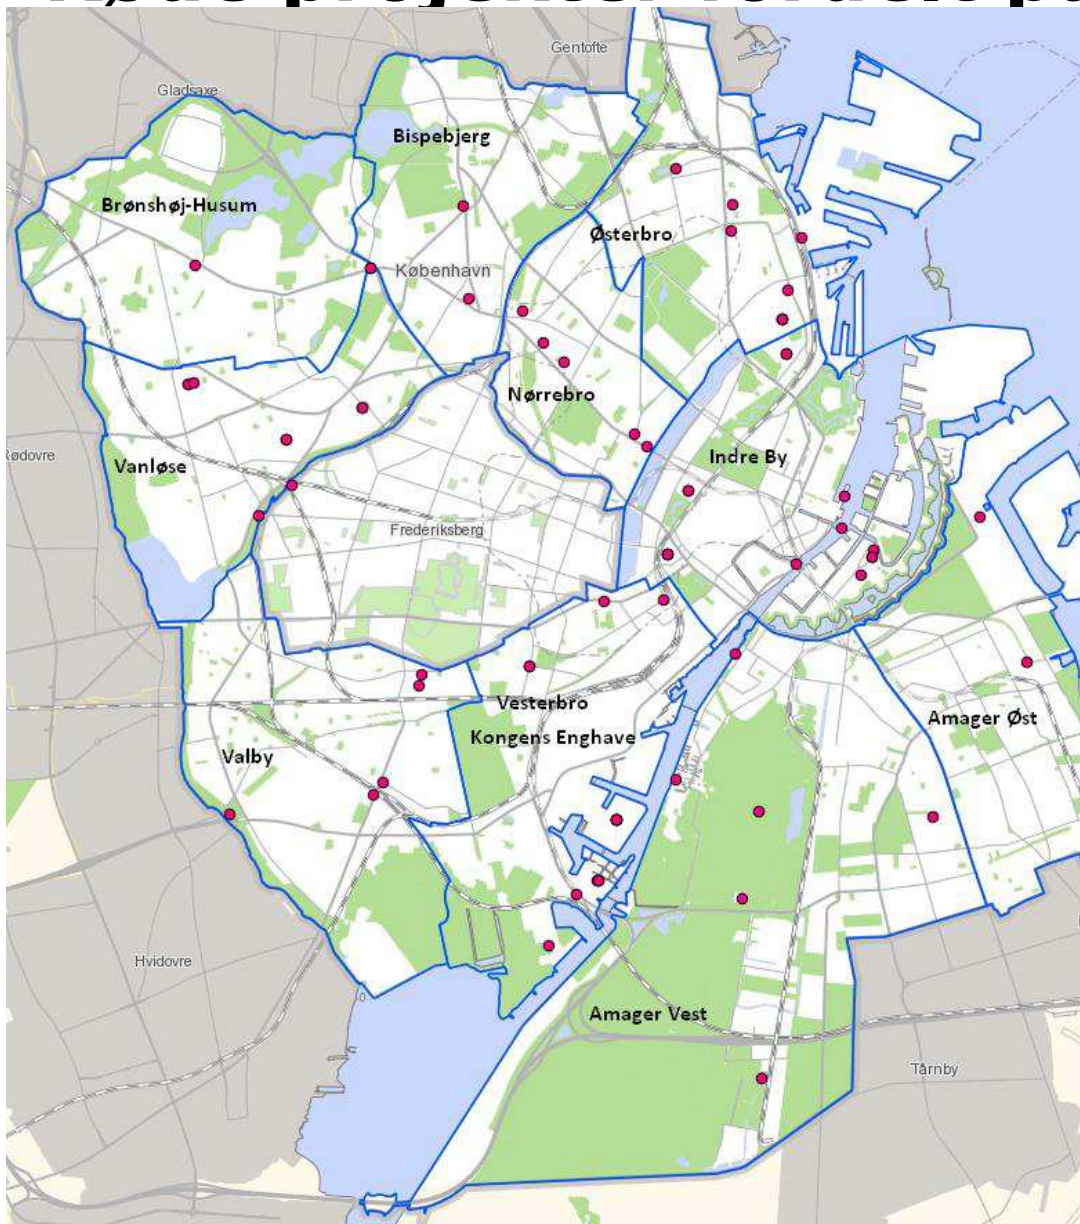 Gentofte
Gladsaxe
Bispebjerg
Brønshøj-Husum
Østerbro
København
Nørrebro
Indre By
Rødovre
Vanløse
Frederiksberg
Vesterbro
Amager Øst
Kongens Enghave
Valby
Hvidovre
Amager Vest
Tårnby